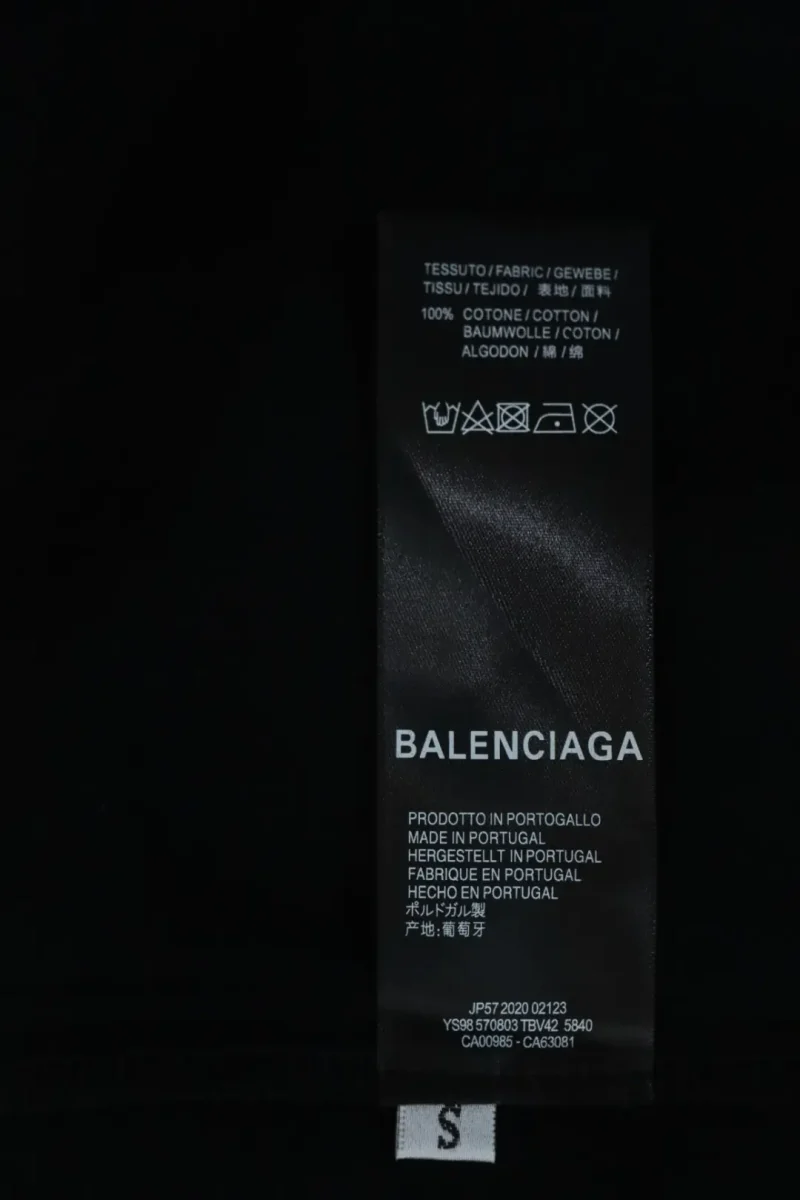 TESSUTO / FABRIC / GEWEBE /
TISSU / TEJIDO / 表地 / 面料
100% COTONE / COTTON /
BAUMWOLLE / COTON /
ALGODON / 綿 / 绵
BALENCIAGA
PRODOTTO IN PORTOGALLO
MADE IN PORTUGAL
HERGESTELLT IN PORTUGAL
FABRIQUE EN PORTUGAL
HECHO EN PORTUGAL
ポルドガル製
产地:葡萄牙
JP57 2020 02123
YS98 570803 TBV42 5840
CA00985 - CA63081
S